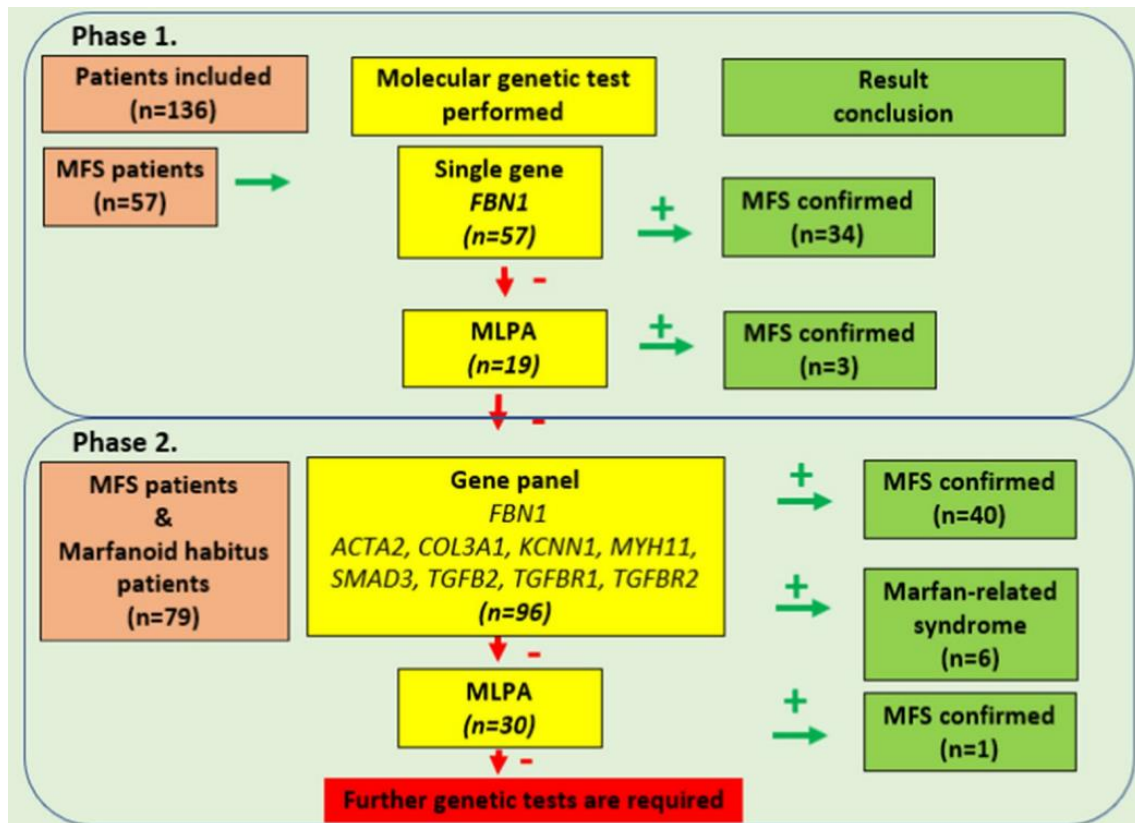 Phase 1.
Patients included
(n=136)
Molecular genetic test
performed
Result
conclusion
MFS patients
(n=57)
Single gene
FBN1
(n=57)
+
MFS confirmed
(n=34)
-
MLPA
(n=19)
+
MFS confirmed
(n=3)
-
Phase 2.
MFS patients
&
Marfanoid habitus
patients
(n=79)
Gene panel
FBN1
ACTA2, COL3A1, KCNN1, MYH11,
SMAD3, TGFB2, TGFBR1, TGFBR2
(n=96)
+
MFS confirmed
(n=40)
+
Marfan-related
syndrome
(n=6)
-
MLPA
(n=30)
+
MFS confirmed
(n=1)
-
Further genetic tests are required